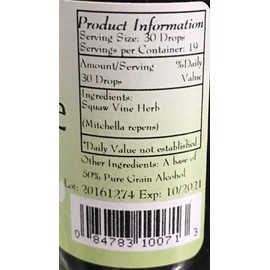 Product Information
Serving Size: 30 Drops
Servings per Container: 19
Amount/Serving %Daily
30 Drops Value
Ingredients:
Squaw Vine Herb
(Mitchella repens)
*Daily Value not established
Other Ingredients: A base of
50% Pure Grain Alcohol
Lot: 20161274 Exp: 10/2021
0 84783 10071 3